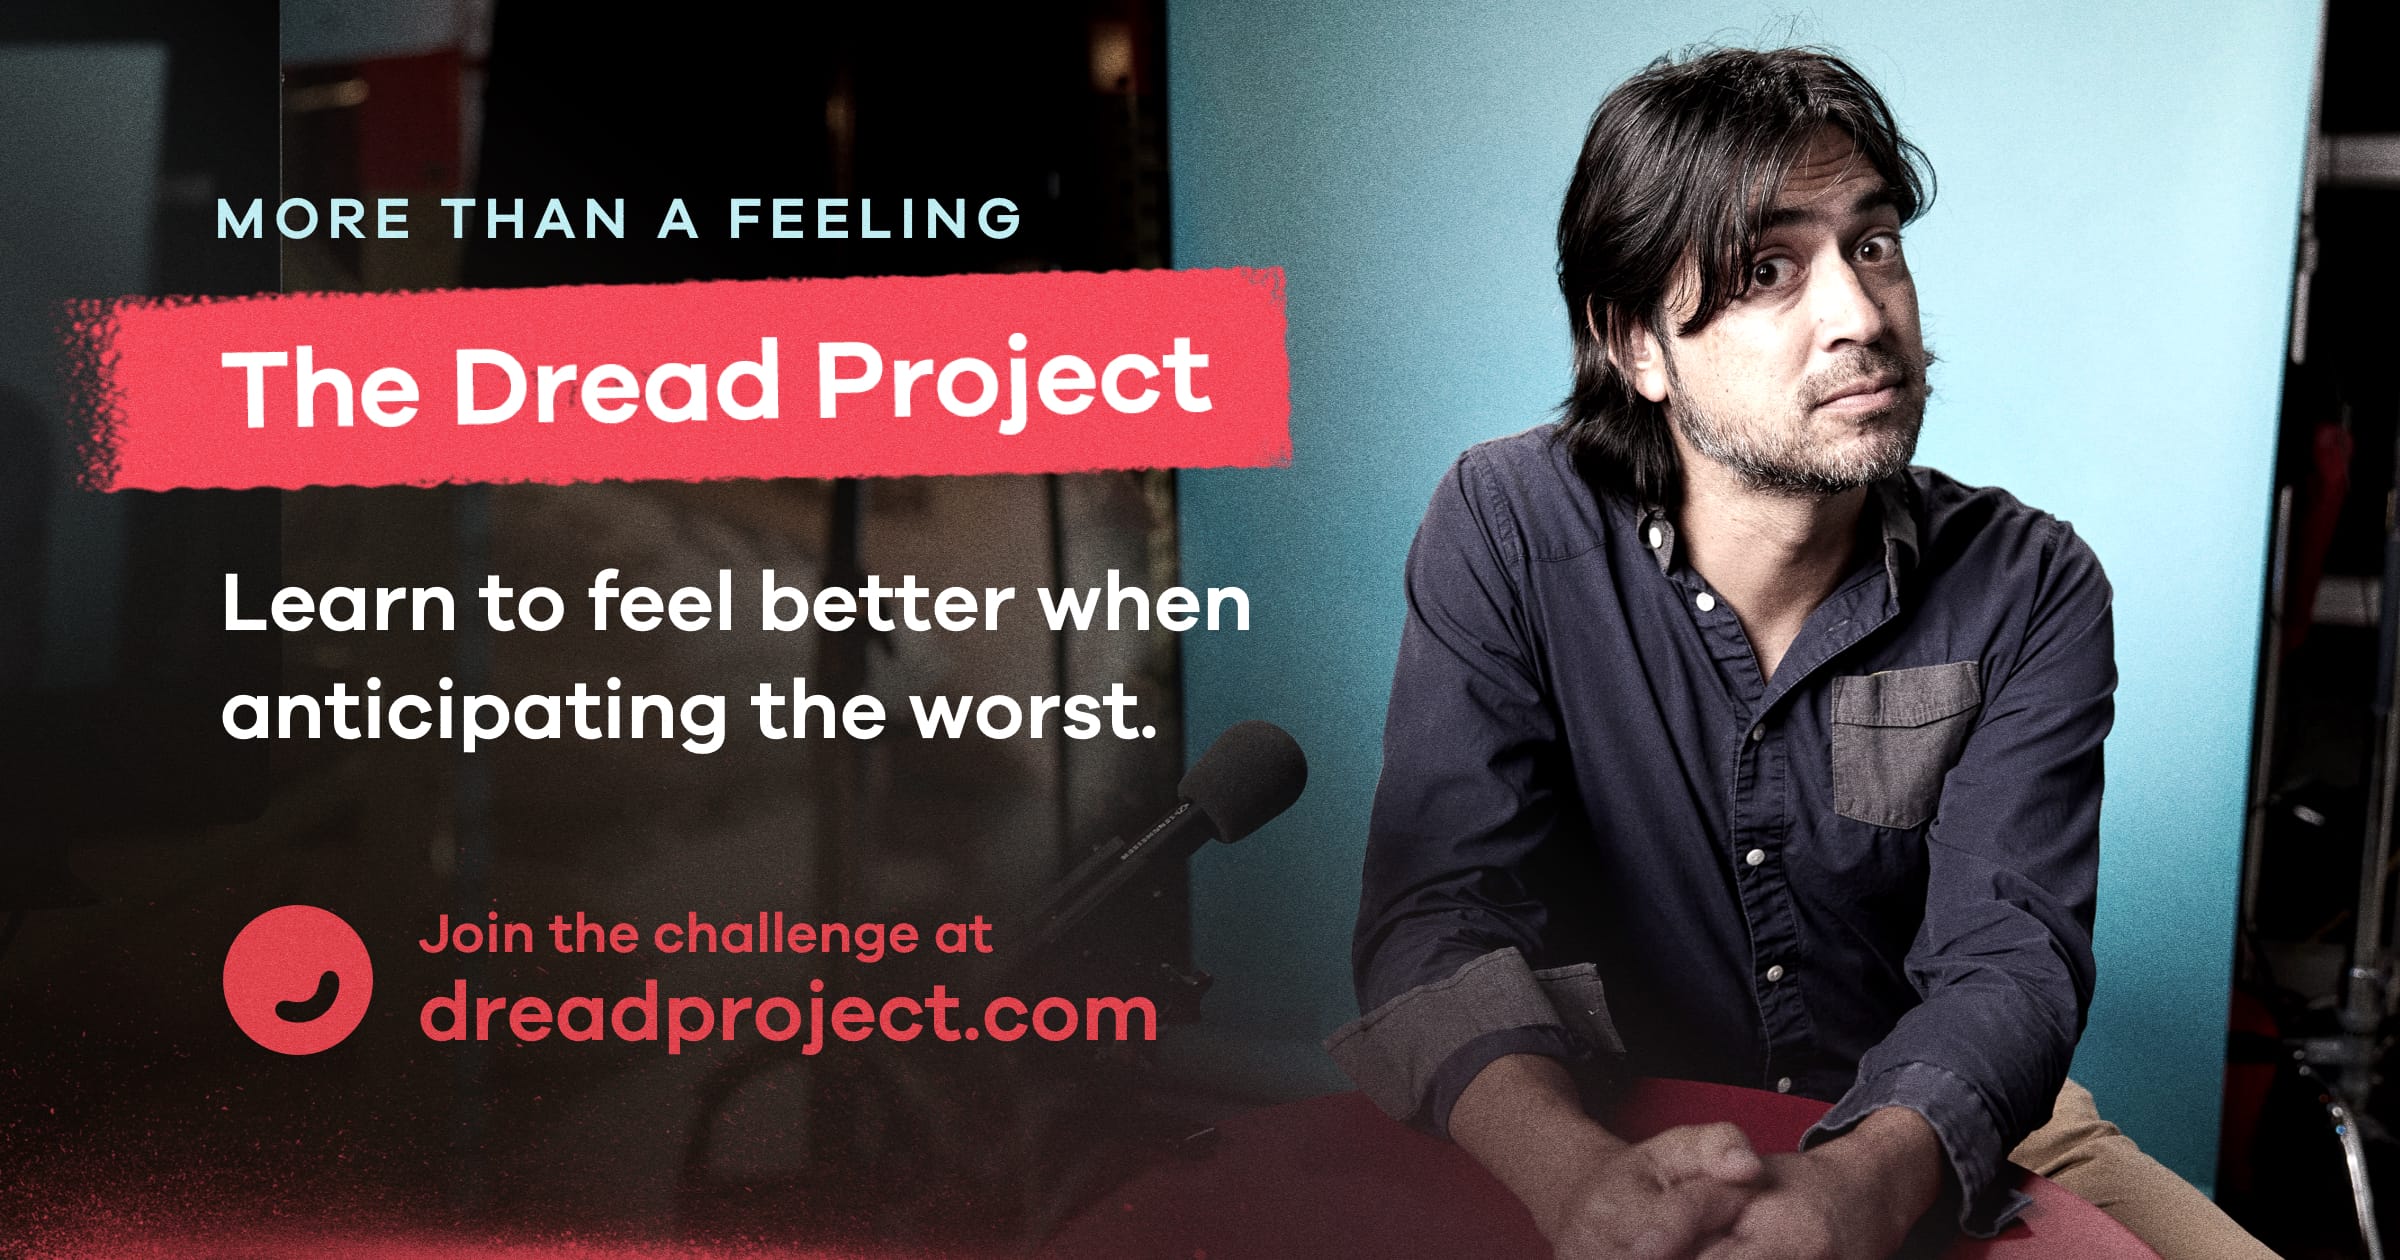 MORE THAN A FEELING
The Dread Project
Learn to feel better when
anticipating the worst.
Join the challenge at
dreadproject.com